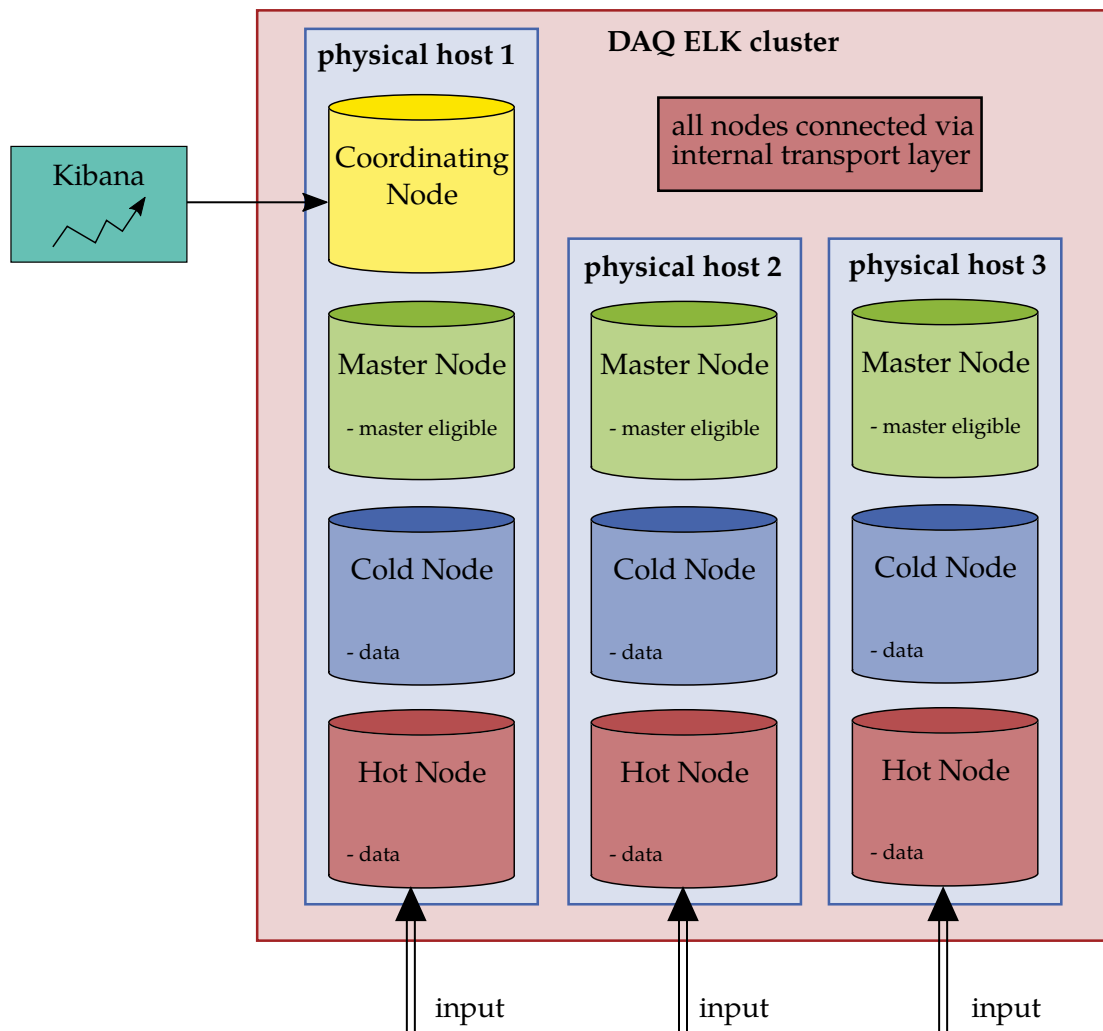 DAQ ELK cluster
physical host 1
all nodes connected via
internal transport layer
Kibana
Coordinating
Node
Master Node
- master eligible
Cold Node
- data
Hot Node
- data
input
physical host 2
Master Node
- master eligible
Cold Node
- data
Hot Node
- data
input
physical host 3
Master Node
- master eligible
Cold Node
- data
Hot Node
- data
input